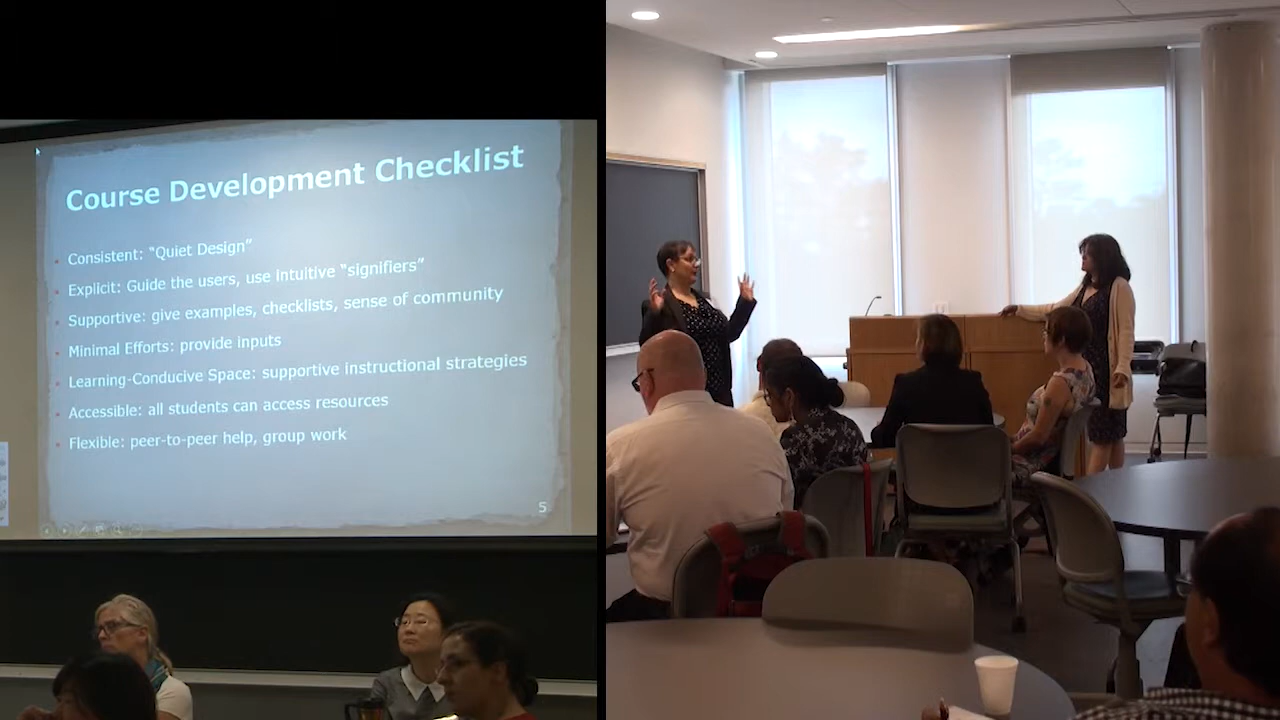 Course Development Checklist
Consistent: “Quiet Design”
Explicit: Guide the users, use intuitive “signifiers”
Supportive: give examples, checklists, sense of community
Minimal Efforts: provide inputs
Learning-Conducive Space: supportive instructional strategies
Accessible: all students can access resources
Flexible: peer-to-peer help, group work
5